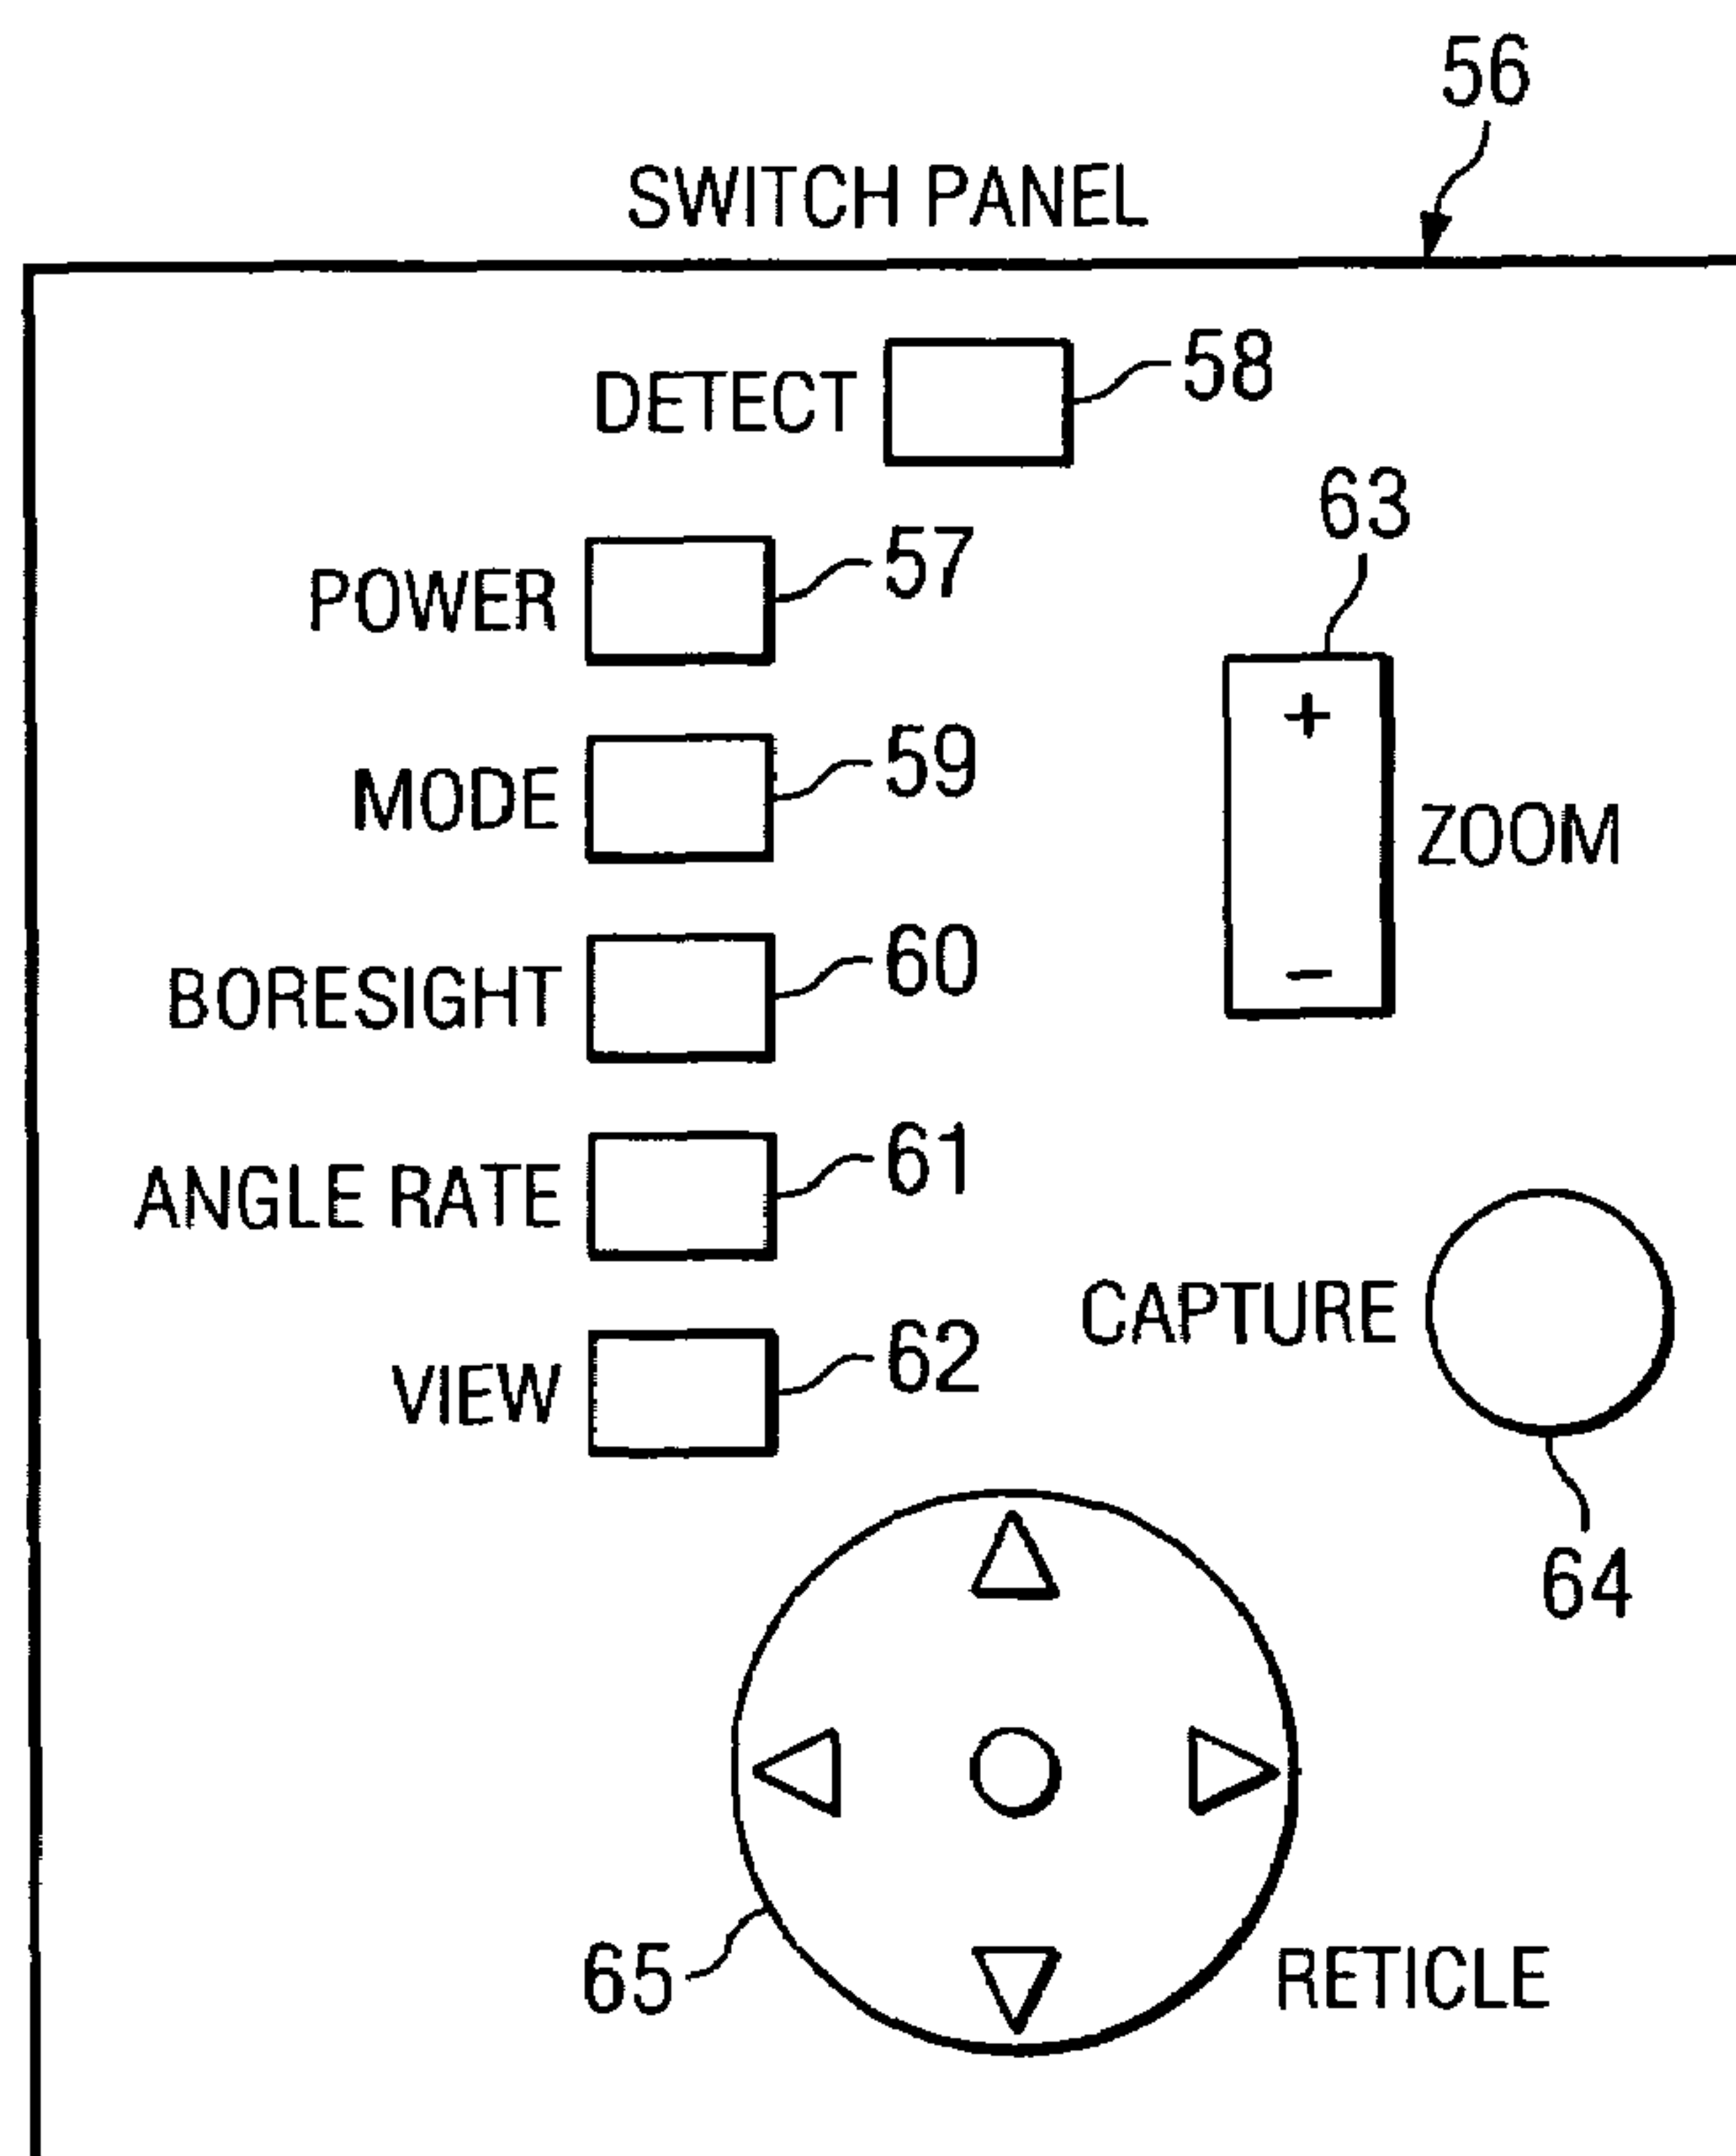 56
SWITCH PANEL
DETECT 58
POWER 57
63
+
MODE 59
ZOOM
BORESIGHT 60
−
ANGLE RATE 61
CAPTURE
VIEW 62
64
65
RETICLE